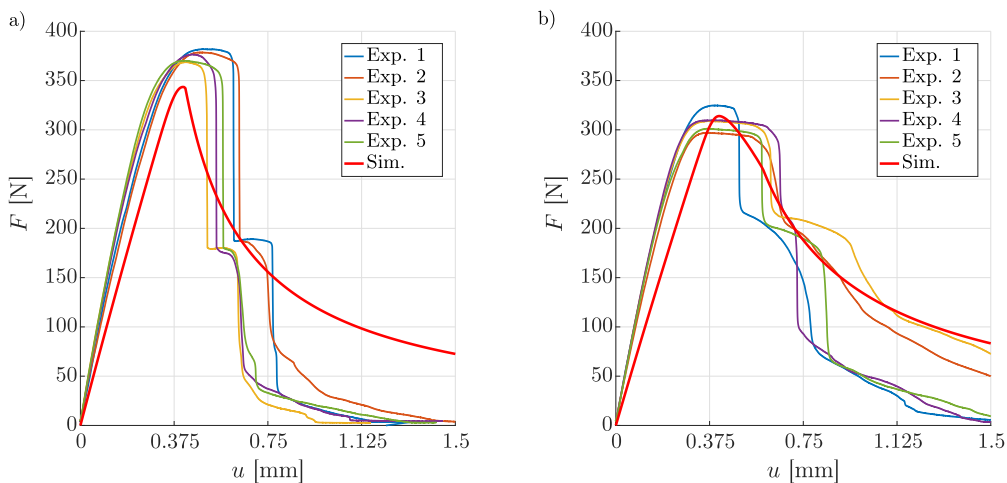 a)
400
350
300
250
200
150
100
50
0
F [N]
0 0.375 0.75 1.125 1.5
u [mm]
Exp. 1
Exp. 2
Exp. 3
Exp. 4
Exp. 5
Sim.
b)
400
350
300
250
200
150
100
50
0
F [N]
0 0.375 0.75 1.125 1.5
u [mm]
Exp. 1
Exp. 2
Exp. 3
Exp. 4
Exp. 5
Sim.